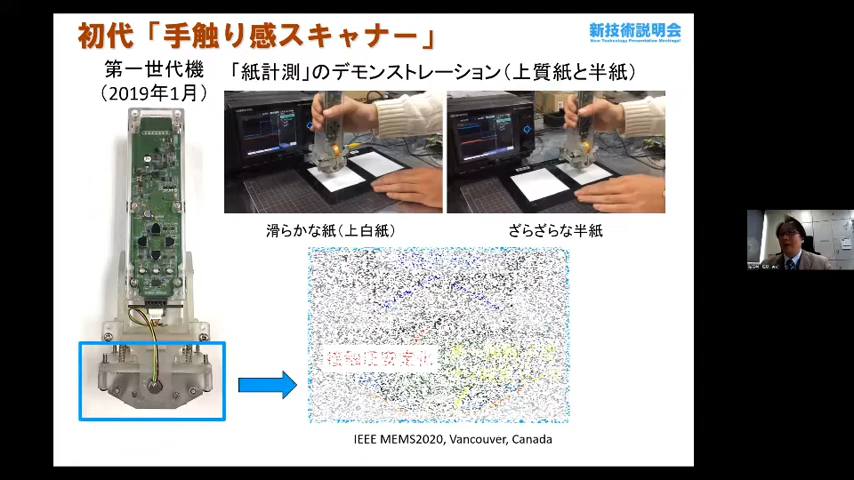 初代「手触り感スキャナー」
新技術説明会
New Technology Presentation Meetings!
第一世代機
（2019年1月）
「紙計測」のデモンストレーション（上質紙と半紙）
滑らかな紙（上白紙）
ざらざらな半紙
IEEE MEMS2020, Vancouver, Canada